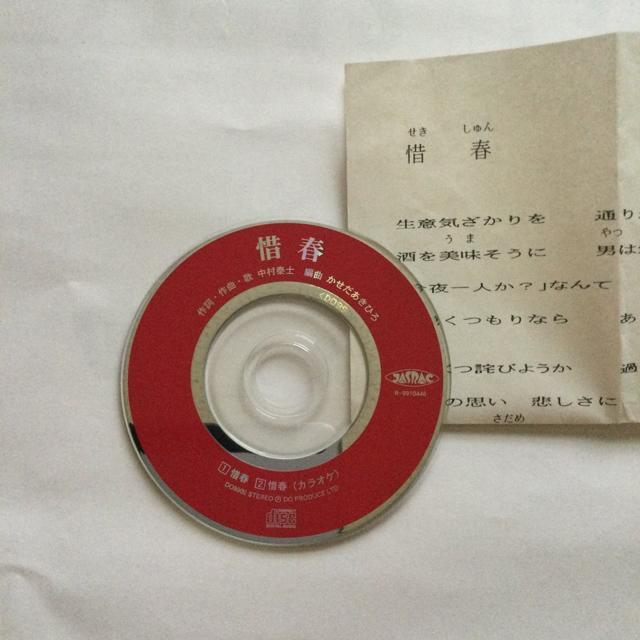 惜春
作詞・作曲・歌 中村泰士 編曲 かせだあきひろ
JASRAC
R-9910446
1 惜春 2 惜春（カラオケ）
STEREO Ⓟ DO PRODUCE LTD
COMPACT disc DIGITAL AUDIO
せき しゅん
惜 春
生意気ざかりを 通り
うま やつ
酒を美味そうに 男は
夜一人か?」なんて
くつもりなら あ
つ詫びようか 過
の思い 悲しさに
さだめ